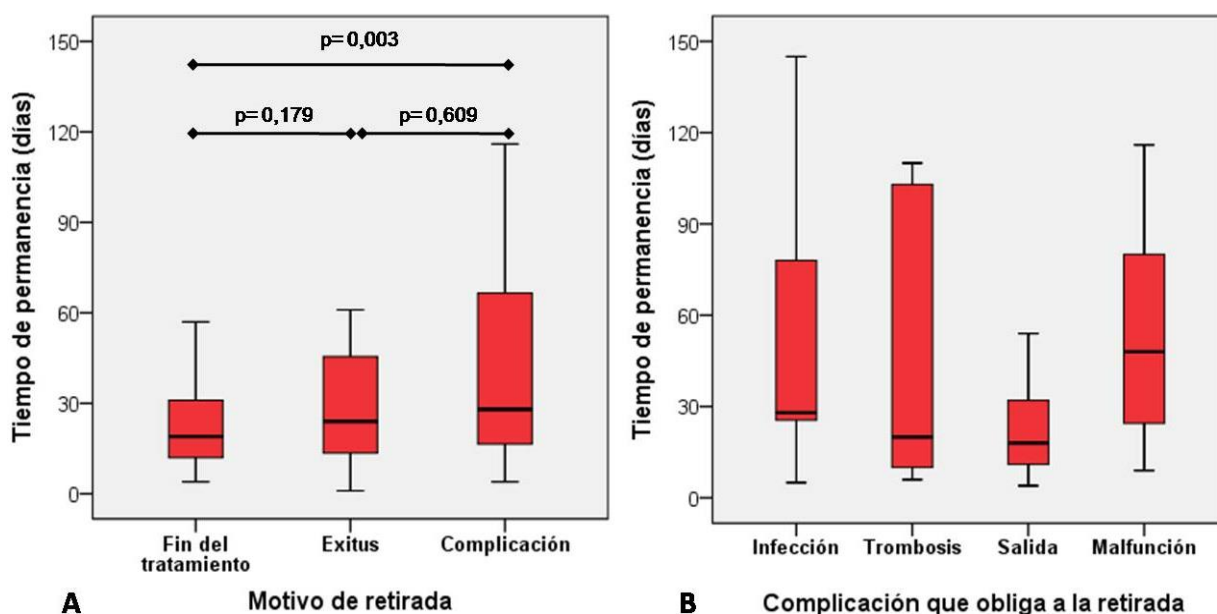 Tiempo de permanencia (días)
150
120
90
60
30
0
p=0,003
p=0,179
p=0,609
Fin del
tratamiento
Exitus
Complicación
A
Motivo de retirada
Tiempo de permanencia (días)
150
120
90
60
30
0
Infección
Trombosis
Salida
Malfunción
B
Complicación que obliga a la retirada